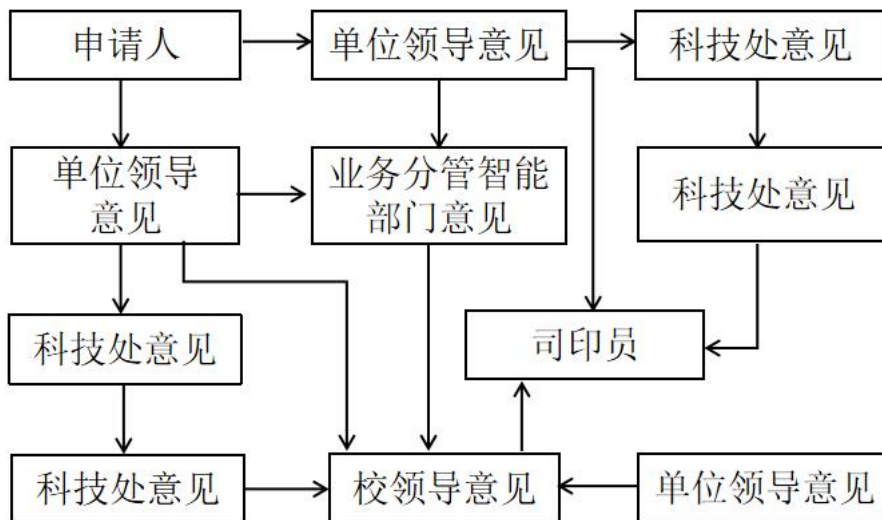 申请人
单位领导意见
科技处意见
单位领导
意见
业务分管智能
部门意见
科技处意见
科技处意见
司印员
科技处意见
校领导意见
单位领导意见